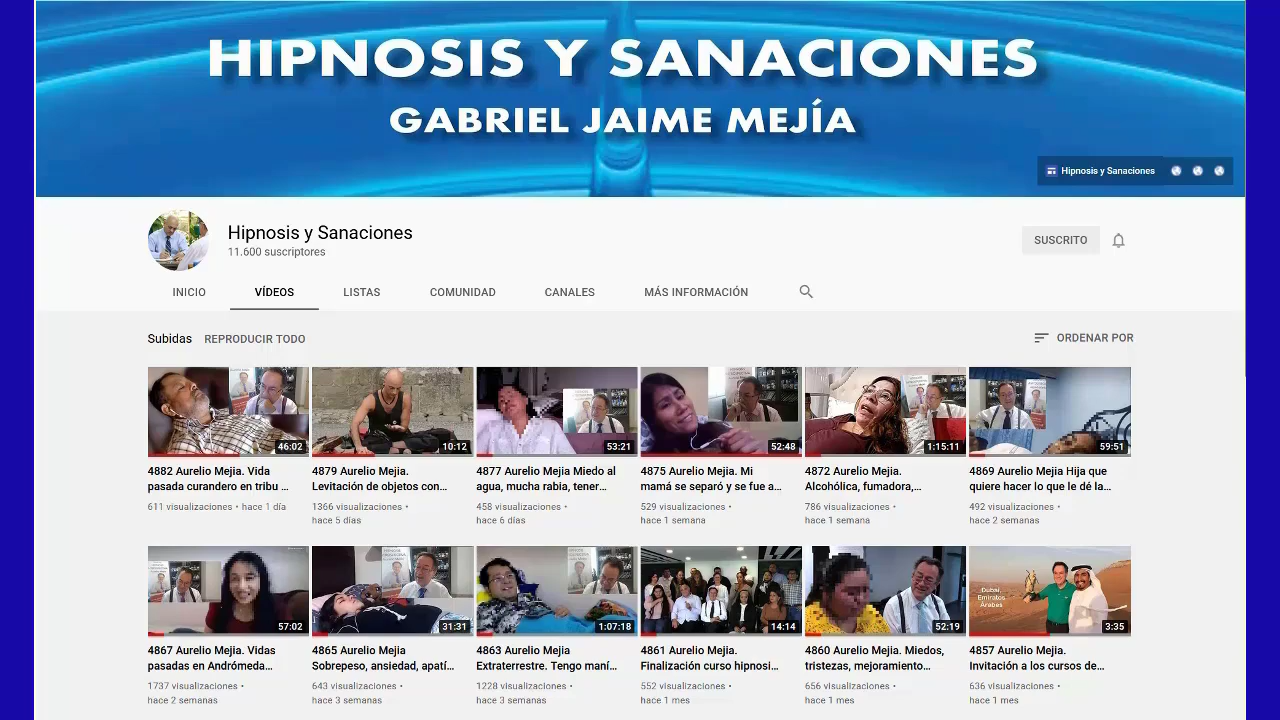 HIPNOSIS Y SANACIONES
GABRIEL JAIME MEJÍA
Hipnosis y Sanaciones
Hipnosis y Sanaciones
11.600 suscriptores
SUSCRITO
INICIO VÍDEOS LISTAS COMUNIDAD CANALES MÁS INFORMACIÓN
Subidas REPRODUCIR TODO
ORDENAR POR
46:02
4882 Aurelio Mejia. Vida
pasada curandero en tribu ...
611 visualizaciones • hace 1 día
10:12
4879 Aurelio Mejia.
Levitación de objetos con...
1366 visualizaciones •
hace 5 días
53:21
4877 Aurelio Mejia Miedo al
agua, mucha rabia, tener...
458 visualizaciones •
hace 6 días
52:48
4875 Aurelio Mejia. Mi
mamá se separó y se fue a...
529 visualizaciones •
hace 1 semana
1:15:11
4872 Aurelio Mejia.
Alcohólica, fumadora,...
786 visualizaciones •
hace 1 semana
59:51
4869 Aurelio Mejia Hija que
quiere hacer lo que le dé la...
492 visualizaciones •
hace 2 semanas
57:02
4867 Aurelio Mejia. Vidas
pasadas en Andrómeda...
1737 visualizaciones •
hace 2 semanas
31:31
4865 Aurelio Mejia.
Sobrepeso, ansiedad, apatí...
643 visualizaciones •
hace 3 semanas
1:07:18
4863 Aurelio Mejia
Extraterrestre. Tengo maní...
1228 visualizaciones •
hace 3 semanas
14:14
4861 Aurelio Mejia.
Finalización curso hipnosi...
552 visualizaciones •
hace 1 mes
52:19
4860 Aurelio Mejia. Miedos,
tristezas, mejoramiento...
656 visualizaciones •
hace 1 mes
Dubai,
Emiratos
Árabes
3:35
4857 Aurelio Mejia.
Invitación a los cursos de...
636 visualizaciones •
hace 1 mes